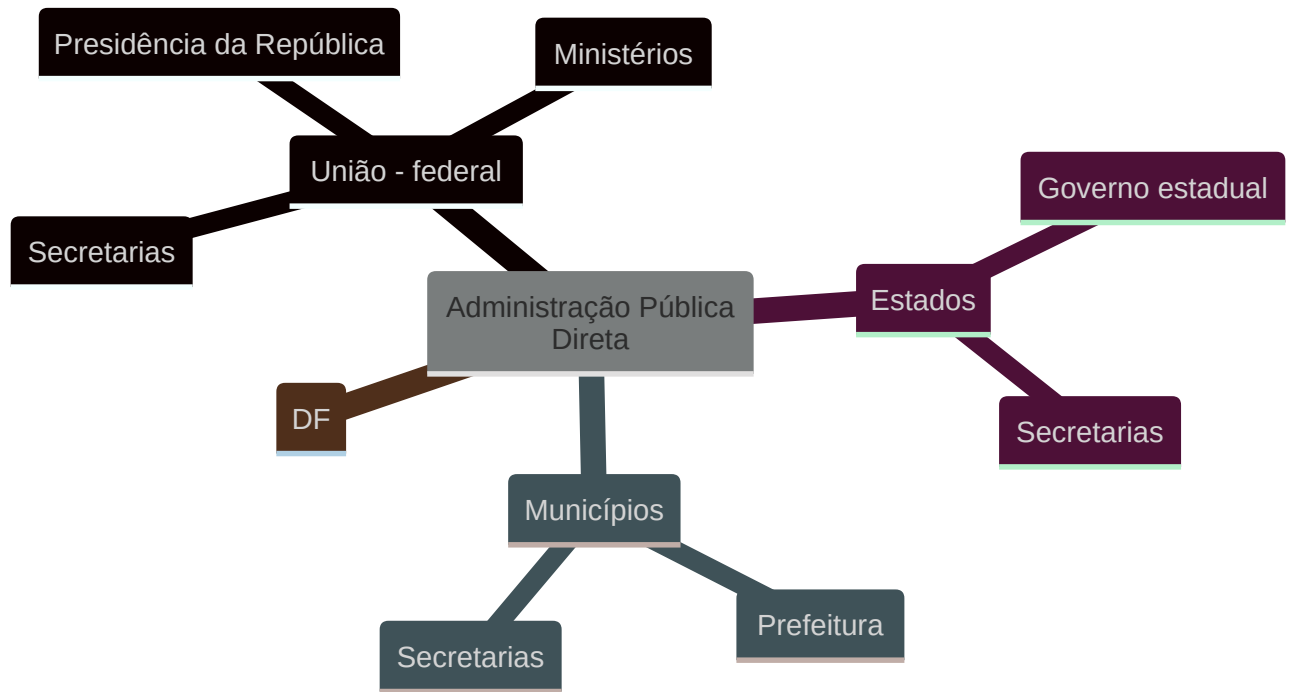 Presidência da República
Ministérios
União - federal
Governo estadual
Secretarias
Administração Pública
Direta
Estados
DF
Secretarias
Municípios
Prefeitura
Secretarias